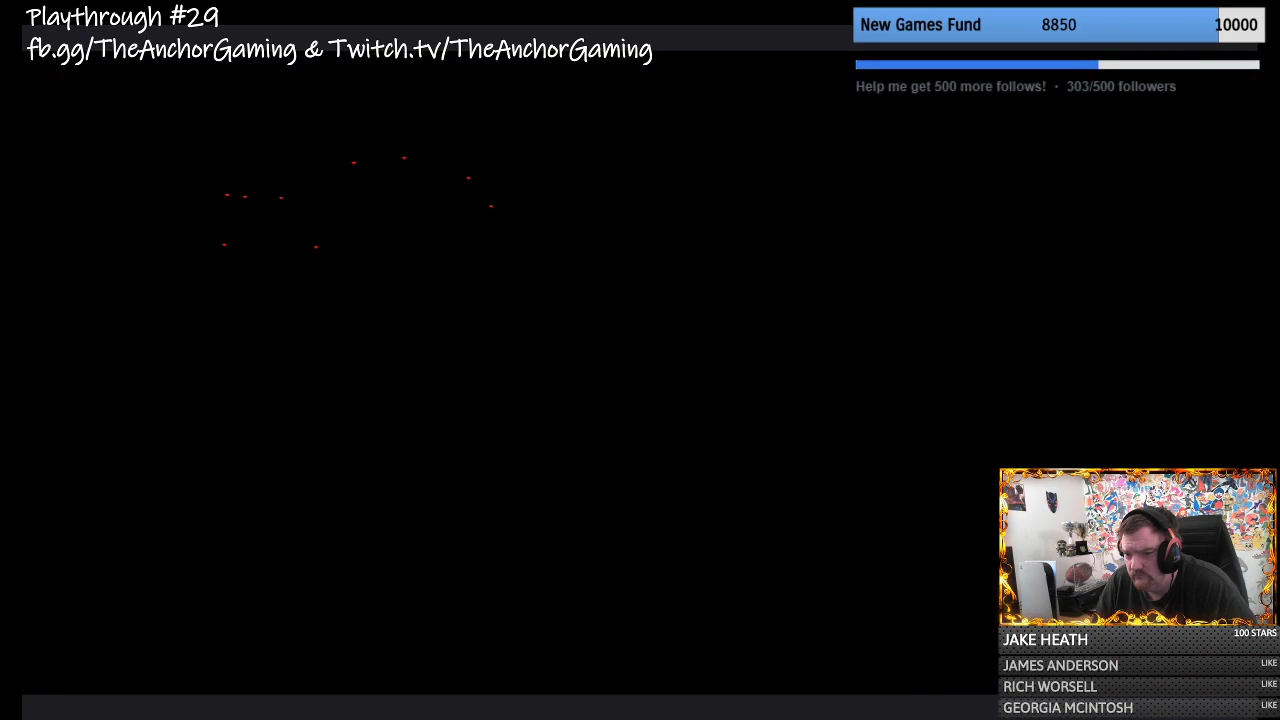 Playthrough #29
fb.gg/TheAnchorGaming & Twitch.tv/TheAnchorGaming
New Games Fund 8850 10000
Help me get 500 more follows! · 303/500 followers
JAKE HEATH 100 STARS
JAMES ANDERSON LIKE
RICH WORSELL LIKE
GEORGIA MCINTOSH LIKE